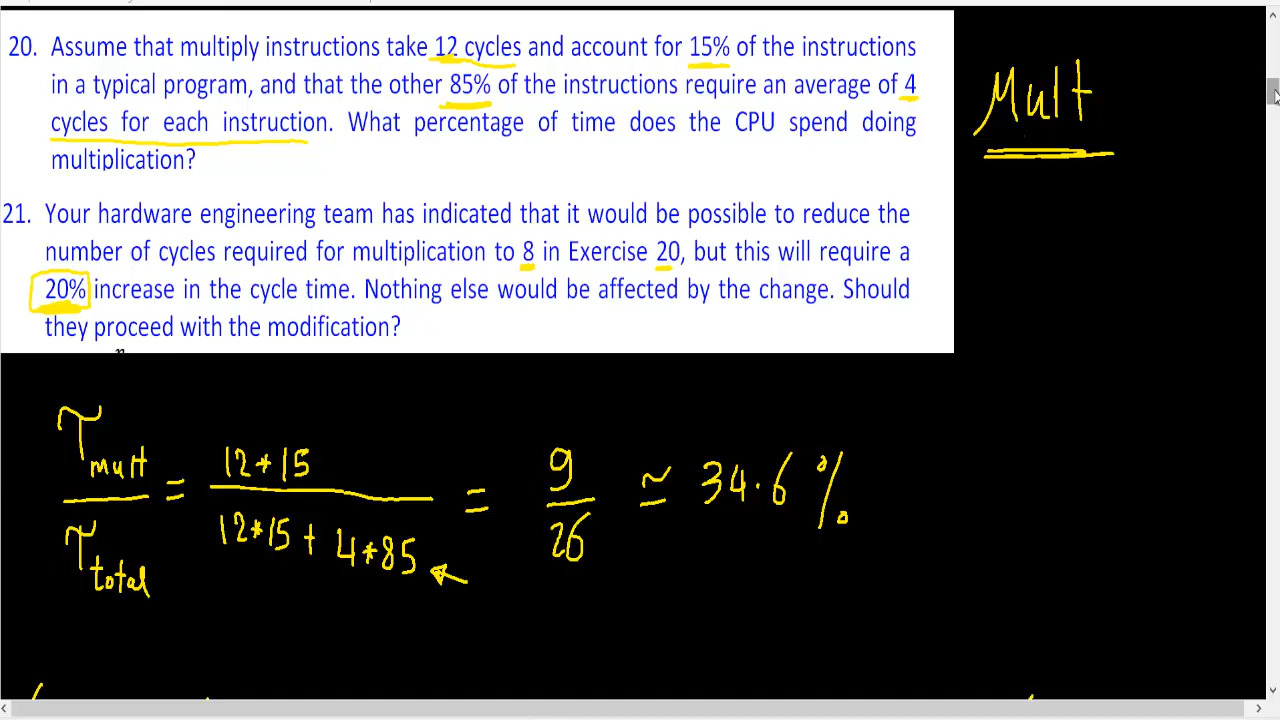 20. Assume that multiply instructions take 12 cycles and account for 15% of the instructions
in a typical program, and that the other 85% of the instructions require an average of 4
cycles for each instruction. What percentage of time does the CPU spend doing
multiplication?
Mult
21. Your hardware engineering team has indicated that it would be possible to reduce the
number of cycles required for multiplication to 8 in Exercise 20, but this will require a
20% increase in the cycle time. Nothing else would be affected by the change. Should
they proceed with the modification?
T mult / T total = 12*15 / 12*15 + 4*85 = 9/26 ≃ 34.6 %